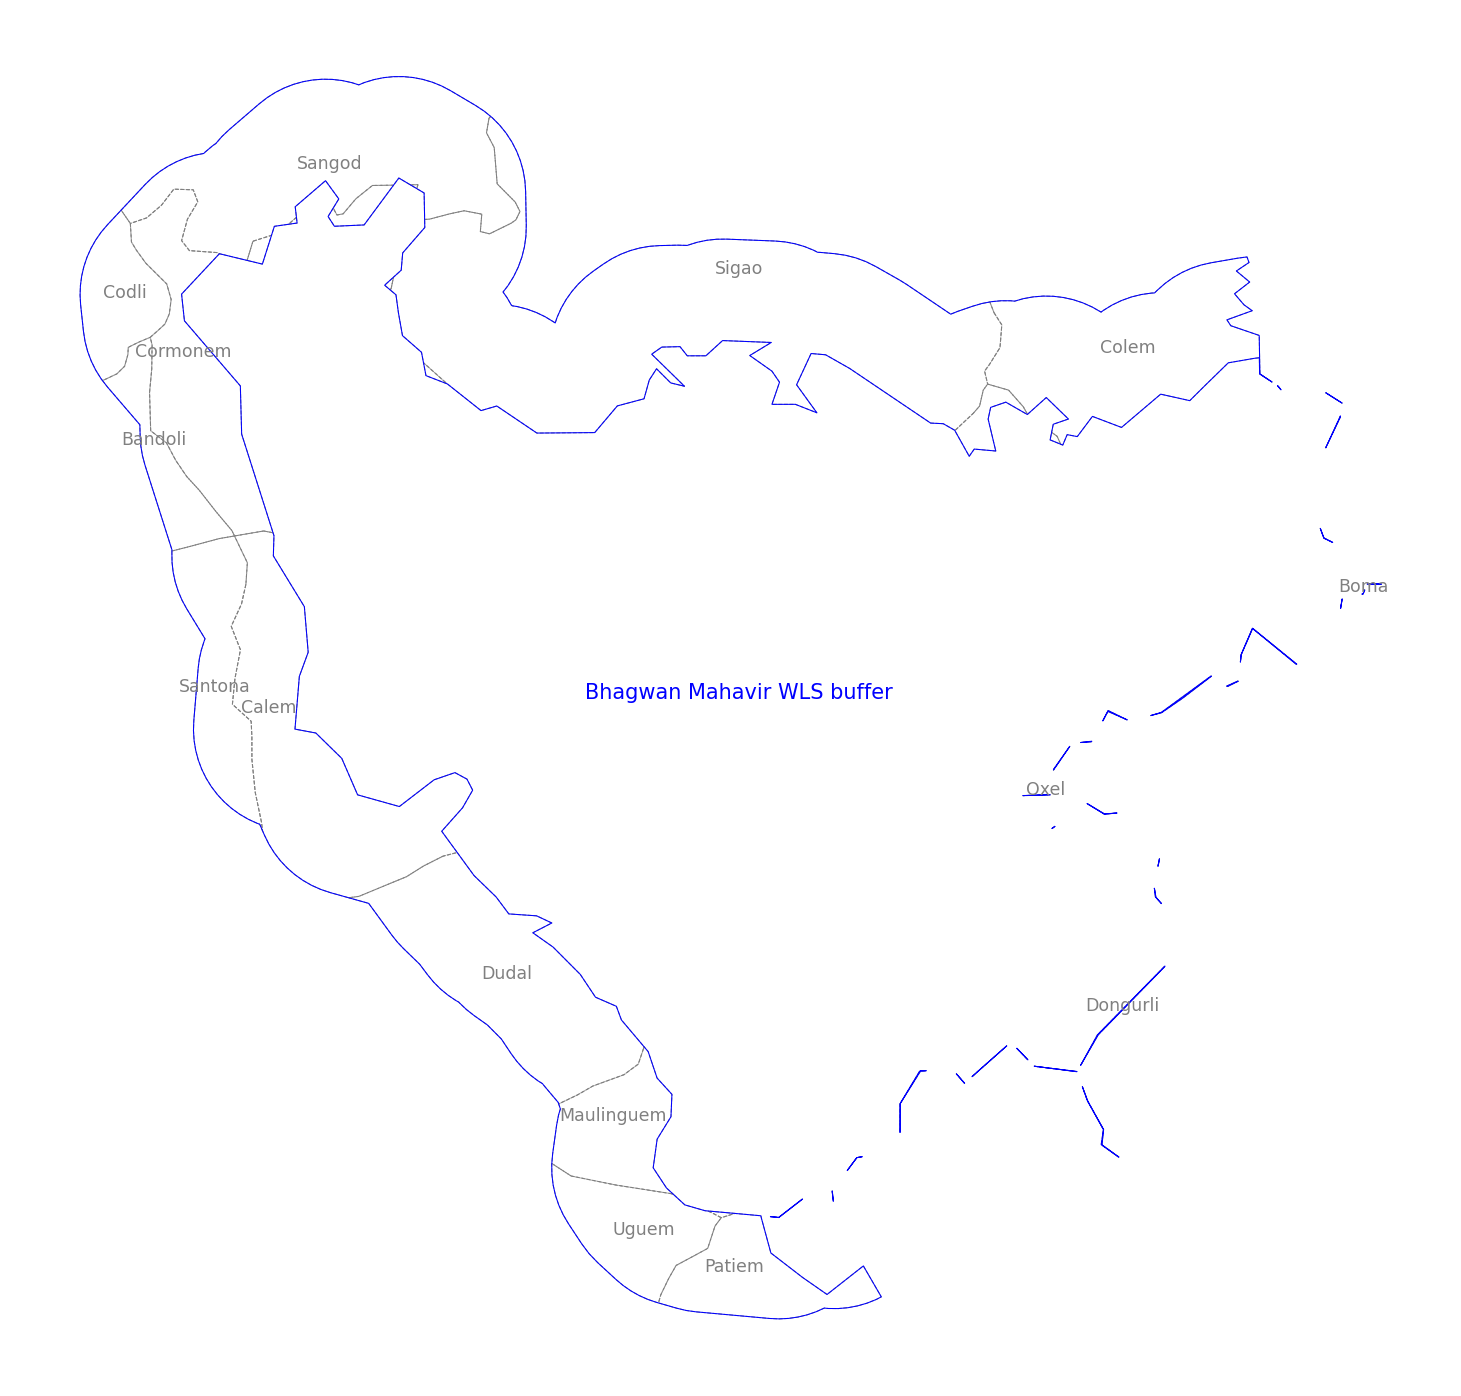 Sangod
Sigao
Codli
Colem
Cormonem
Bandoli
Boma
Santona
Bhagwan Mahavir WLS buffer
Calem
Oxel
Dudal
Dongurli
Maulinguem
Uguem
Patiem